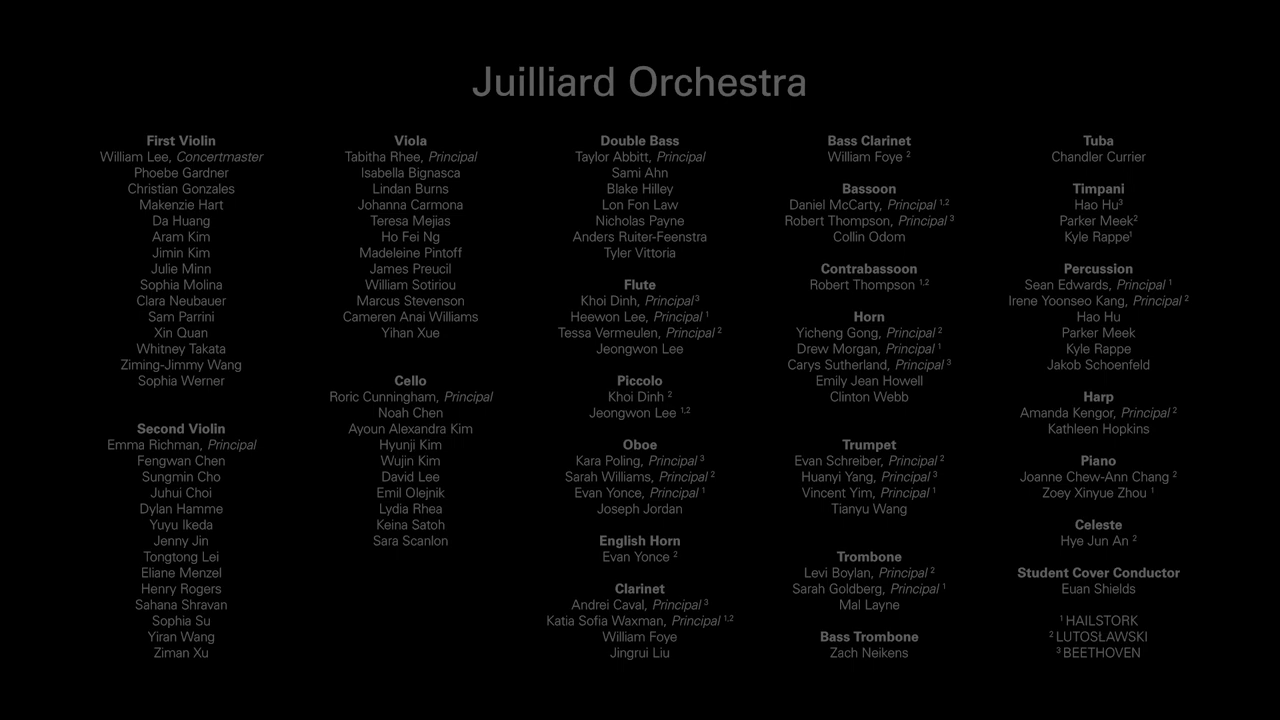 Juilliard Orchestra
First Violin
William Lee, Concertmaster
Phoebe Gardner
Christian Gonzales
Makenzie Hart
Da Huang
Aram Kim
Jimin Kim
Julie Minn
Sophia Molina
Clara Neubauer
Sam Parrini
Xin Quan
Whitney Takata
Ziming-Jimmy Wang
Sophia Werner
Second Violin
Emma Richman, Principal
Fengwan Chen
Sungmin Cho
Juhui Choi
Dylan Hamme
Yuyu Ikeda
Jenny Jin
Tongtong Lei
Eliane Menzel
Henry Rogers
Sahana Shravan
Sophia Su
Yiran Wang
Ziman Xu
Viola
Tabitha Rhee, Principal
Isabella Bignasca
Lindan Burns
Johanna Carmona
Teresa Mejias
Ho Fei Ng
Madeleine Pintoff
James Preucil
William Sotiriou
Marcus Stevenson
Cameren Anai Williams
Yihan Xue
Cello
Roric Cunningham, Principal
Noah Chen
Ayoun Alexandra Kim
Hyunji Kim
Wujin Kim
David Lee
Emil Olejnik
Lydia Rhea
Keina Satoh
Sara Scanlon
Double Bass
Taylor Abbitt, Principal
Sami Ahn
Blake Hilley
Lon Fon Law
Nicholas Payne
Anders Ruiter-Feenstra
Tyler Vittoria
Flute
Khoi Dinh, Principal ³
Heewon Lee, Principal ¹
Tessa Vermeulen, Principal ²
Jeongwon Lee
Piccolo
Khoi Dinh ²
Jeongwon Lee ¹,²
Oboe
Kara Poling, Principal ³
Sarah Williams, Principal ²
Evan Yonce, Principal ¹
Joseph Jordan
English Horn
Evan Yonce ²
Clarinet
Andrei Caval, Principal ³
Katia Sofia Waxman, Principal ¹,²
William Foye
Jingrui Liu
Bass Clarinet
William Foye ²
Bassoon
Daniel McCarty, Principal ¹,²
Robert Thompson, Principal ³
Collin Odom
Contrabassoon
Robert Thompson ¹,²
Horn
Yicheng Gong, Principal ²
Drew Morgan, Principal ¹
Carys Sutherland, Principal ³
Emily Jean Howell
Clinton Webb
Trumpet
Evan Schreiber, Principal ²
Huanyi Yang, Principal ³
Vincent Yim, Principal ¹
Tianyu Wang
Trombone
Levi Boylan, Principal ²
Sarah Goldberg, Principal ¹
Mal Layne
Bass Trombone
Zach Neikens
Tuba
Chandler Currier
Timpani
Hao Hu³
Parker Meek²
Kyle Rappe¹
Percussion
Sean Edwards, Principal ¹
Irene Yoonseo Kang, Principal ²
Hao Hu
Parker Meek
Kyle Rappe
Jakob Schoenfeld
Harp
Amanda Kengor, Principal ²
Kathleen Hopkins
Piano
Joanne Chew-Ann Chang ²
Zoey Xinyue Zhou ¹
Celeste
Hye Jun An ²
Student Cover Conductor
Euan Shields
¹ HAILSTORK
² LUTOSŁAWSKI
³ BEETHOVEN